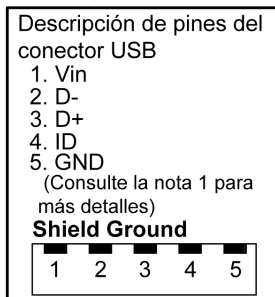 Descripción de pines del
conector USB
1. Vin
2. D-
3. D+
4. ID
5. GND
(Consulte la nota 1 para
más detalles)
Shield Ground
1 2 3 4 5